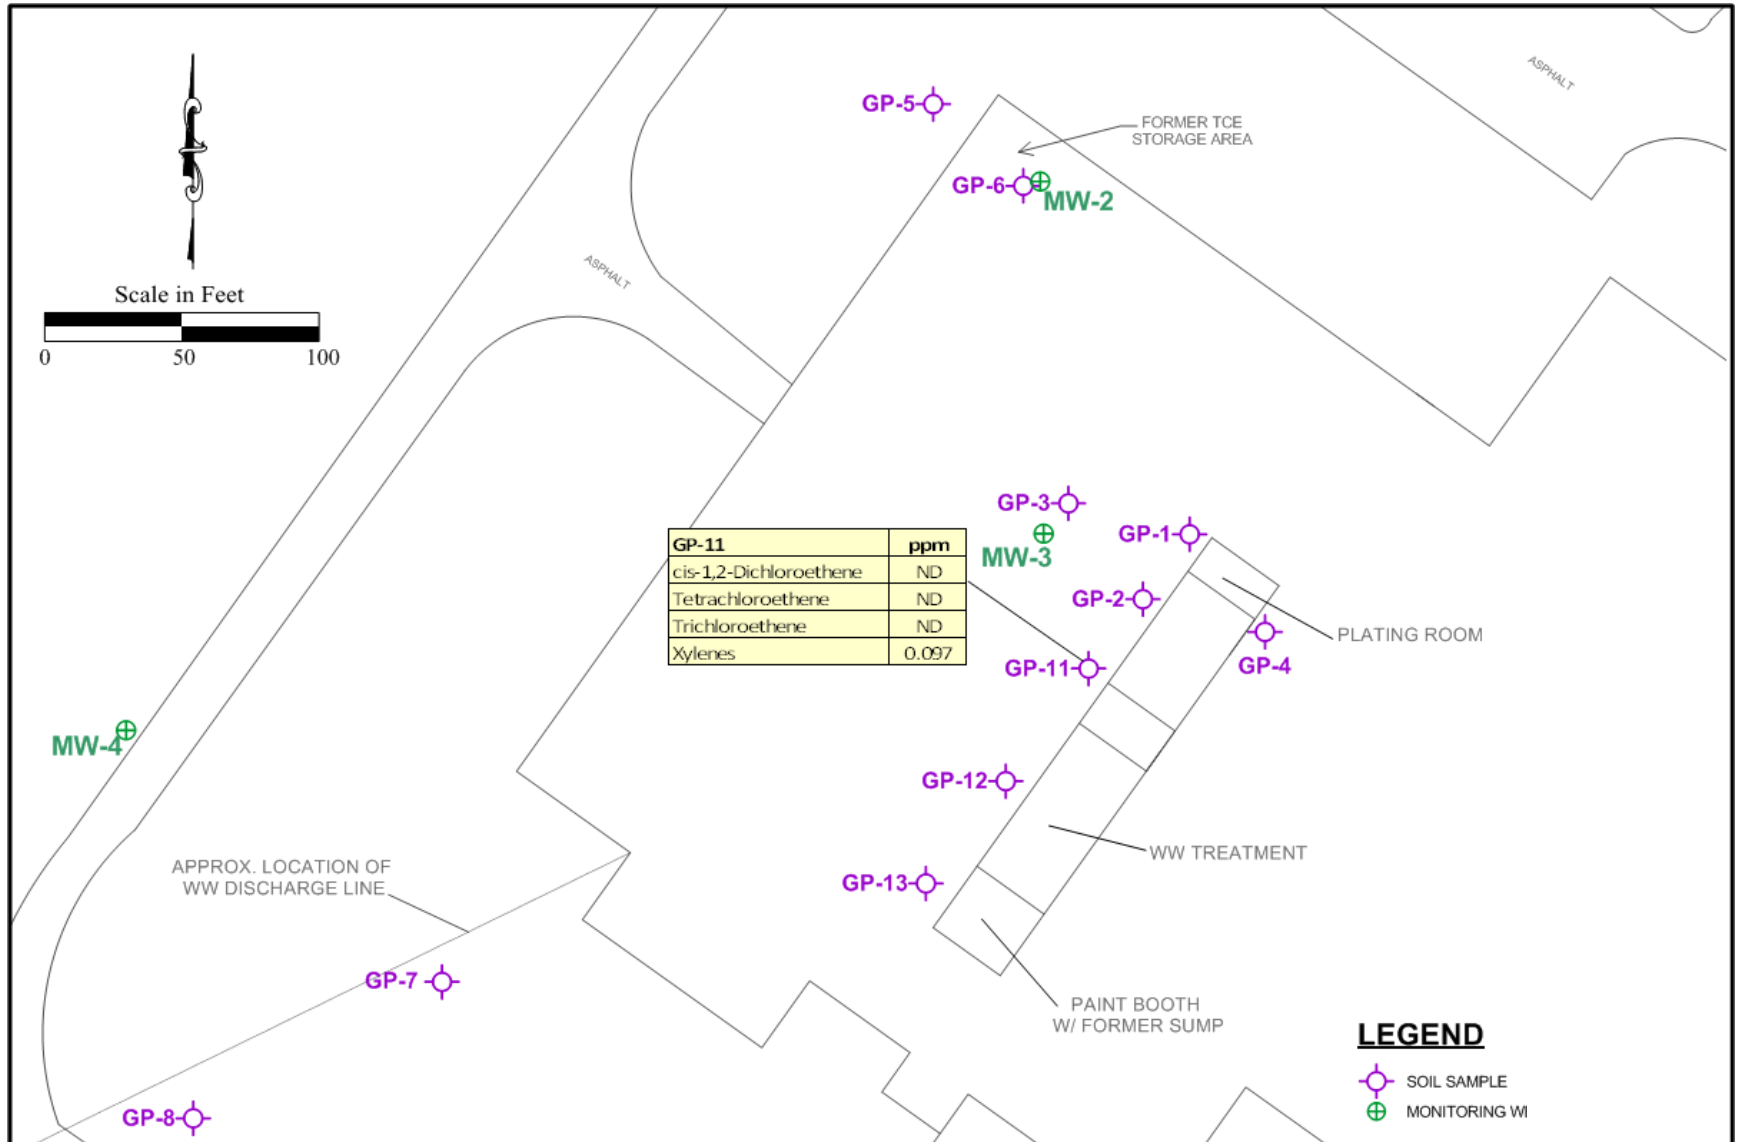 GP-5
FORMER TCE
STORAGE AREA
ASPHALT
GP-6
MW-2
ASPHALT
Scale in Feet
0 50 100
GP-3
MW-3
GP-1
GP-2
PLATING ROOM
GP-4
GP-11 ppm
cis-1,2-Dichloroethene ND
Tetrachloroethene ND
Trichloroethene ND
Xylenes 0.097
GP-11
MW-4
GP-12
WW TREATMENT
APPROX. LOCATION OF
WW DISCHARGE LINE
GP-13
GP-7
PAINT BOOTH
W/ FORMER SUMP
GP-8
LEGEND
SOIL SAMPLE
MONITORING WI